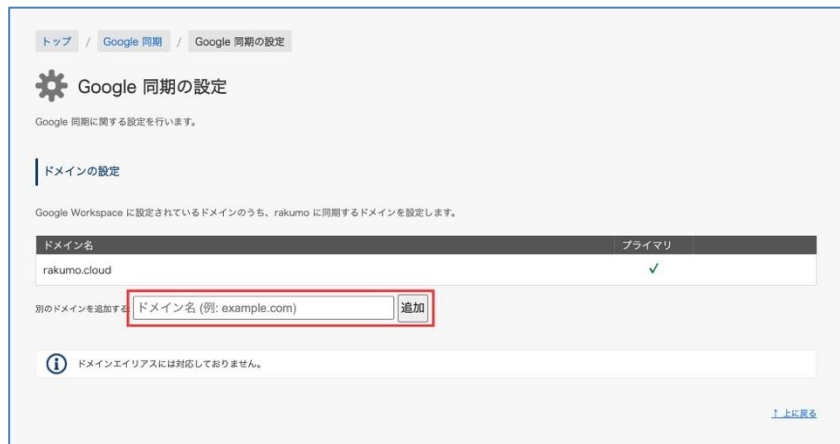 トップ / Google 同期 / Google 同期の設定
Google 同期の設定
Google 同期に関する設定を行います。
ドメインの設定
Google Workspace に設定されているドメインのうち、rakumo に同期するドメインを設定します。
ドメイン名 プライマリ
rakumo.cloud ✓
別のドメインを追加する: ドメイン名 (例: example.com) 追加
ドメインエイリアスには対応しておりません。
↑ 上に戻る